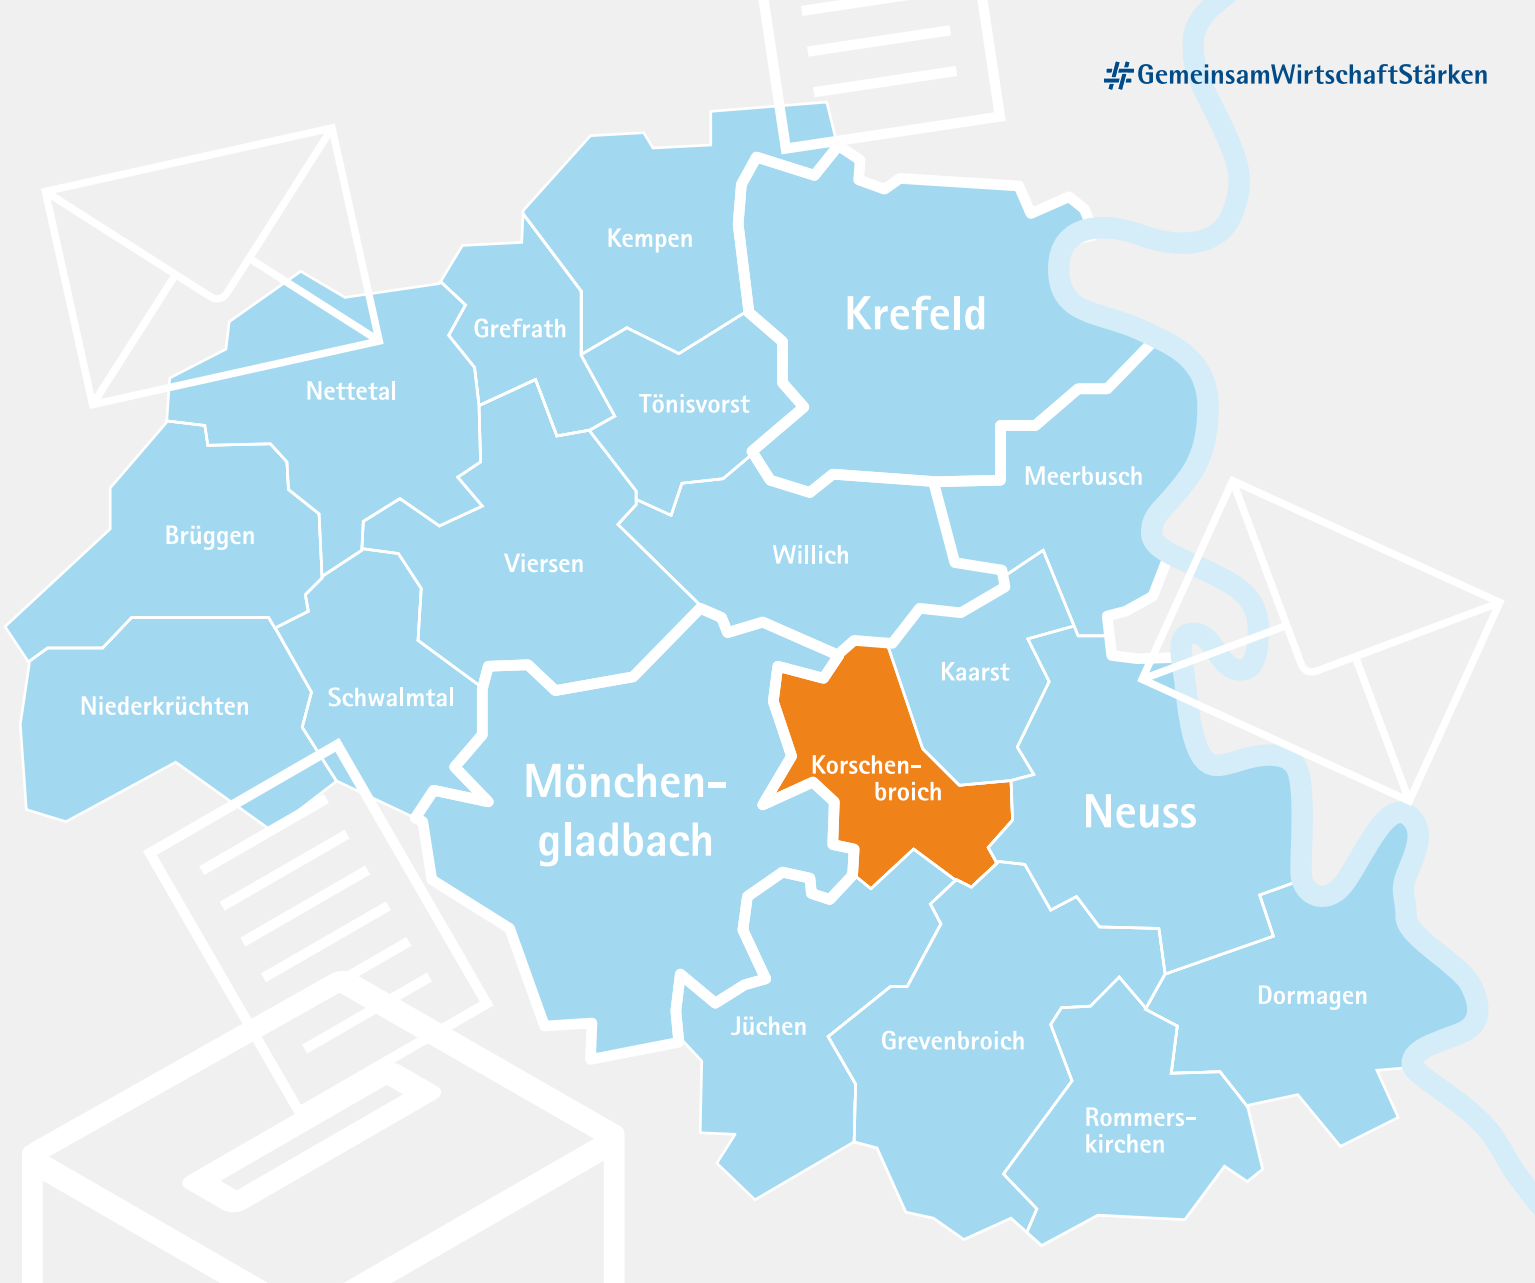 #GemeinsamWirtschaftStärken
Kempen
Krefeld
Grefrath
Nettetal
Tönisvorst
Meerbusch
Brüggen
Viersen
Willich
Kaarst
Niederkrüchten
Schwalmtal
Korschen-
broich
Mönchen-
gladbach
Neuss
Dormagen
Jüchen
Grevenbroich
Rommers-
kirchen